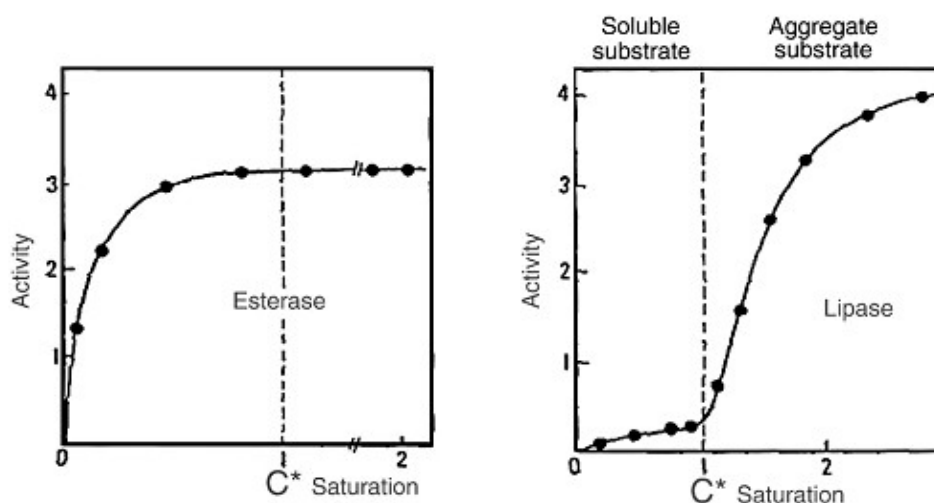 Soluble substrate
Aggregate substrate
4
3
2
1
0
Activity
Esterase
2
C* Saturation
4
3
2
1
0
Activity
Lipase
1
2
C* Saturation